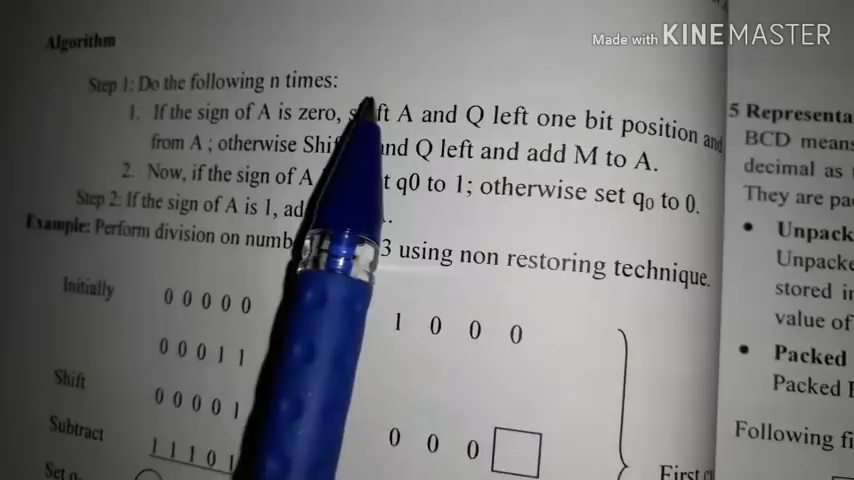 Made with KINEMASTER
Algorithm
Step 1: Do the following n times:
1. If the sign of A is zero, shift A and Q left one bit position and
from A ; otherwise Shift and Q left and add M to A.
2. Now, if the sign of A q0 to 1; otherwise set q0 to 0.
Step 2: If the sign of A is 1,
Example: Perform division on 3 using non restoring technique.
Initially 0 0 0 0 0 1 0 0 0
0 0 0 1 1
Shift 0 0 0 0 1 0 0 0
Subtract 1 1 1 0 1
Set q0
First
5 Representa
BCD means
decimal as
They are pa
• Unpack
Unpacke
stored in
value of
• Packed
Packed B
Following fi